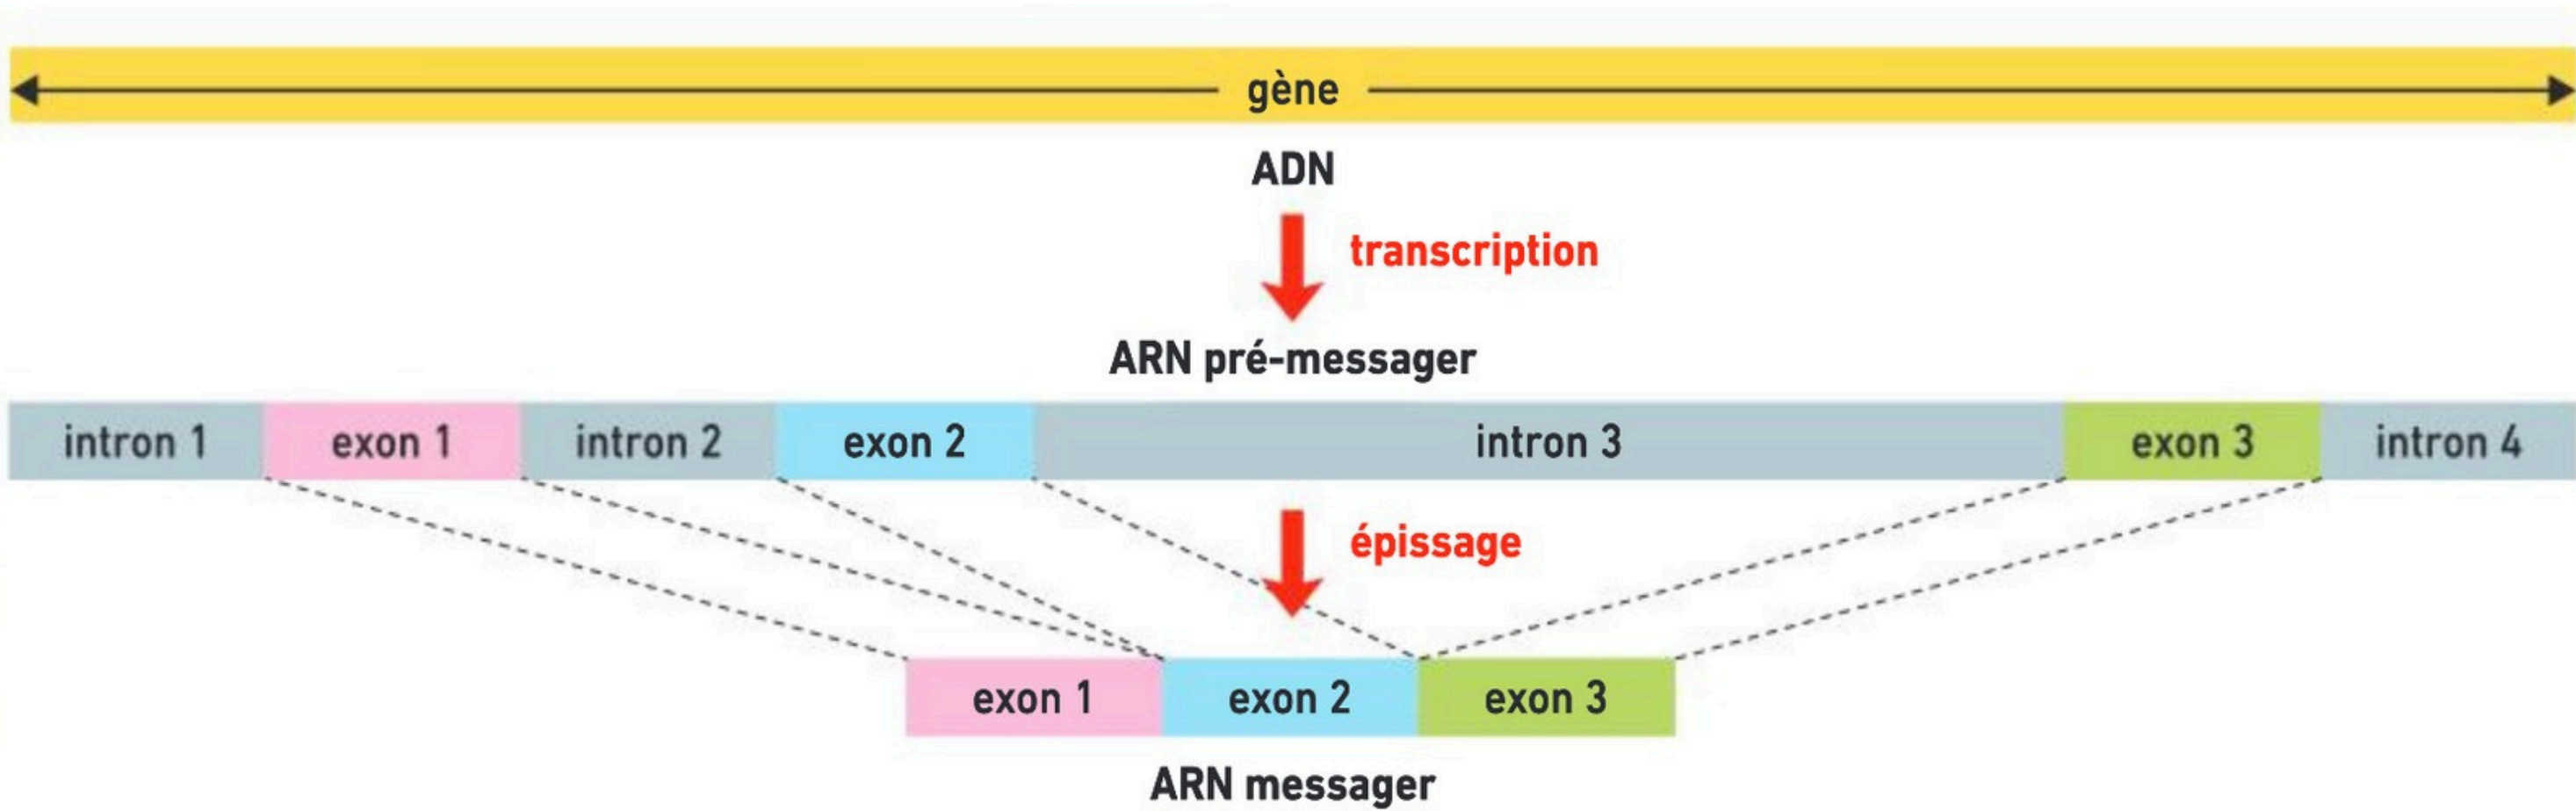 gène
ADN
transcription
ARN pré-messager
intron 1 exon 1 intron 2 exon 2 intron 3 exon 3 intron 4
épissage
exon 1 exon 2 exon 3
ARN messager